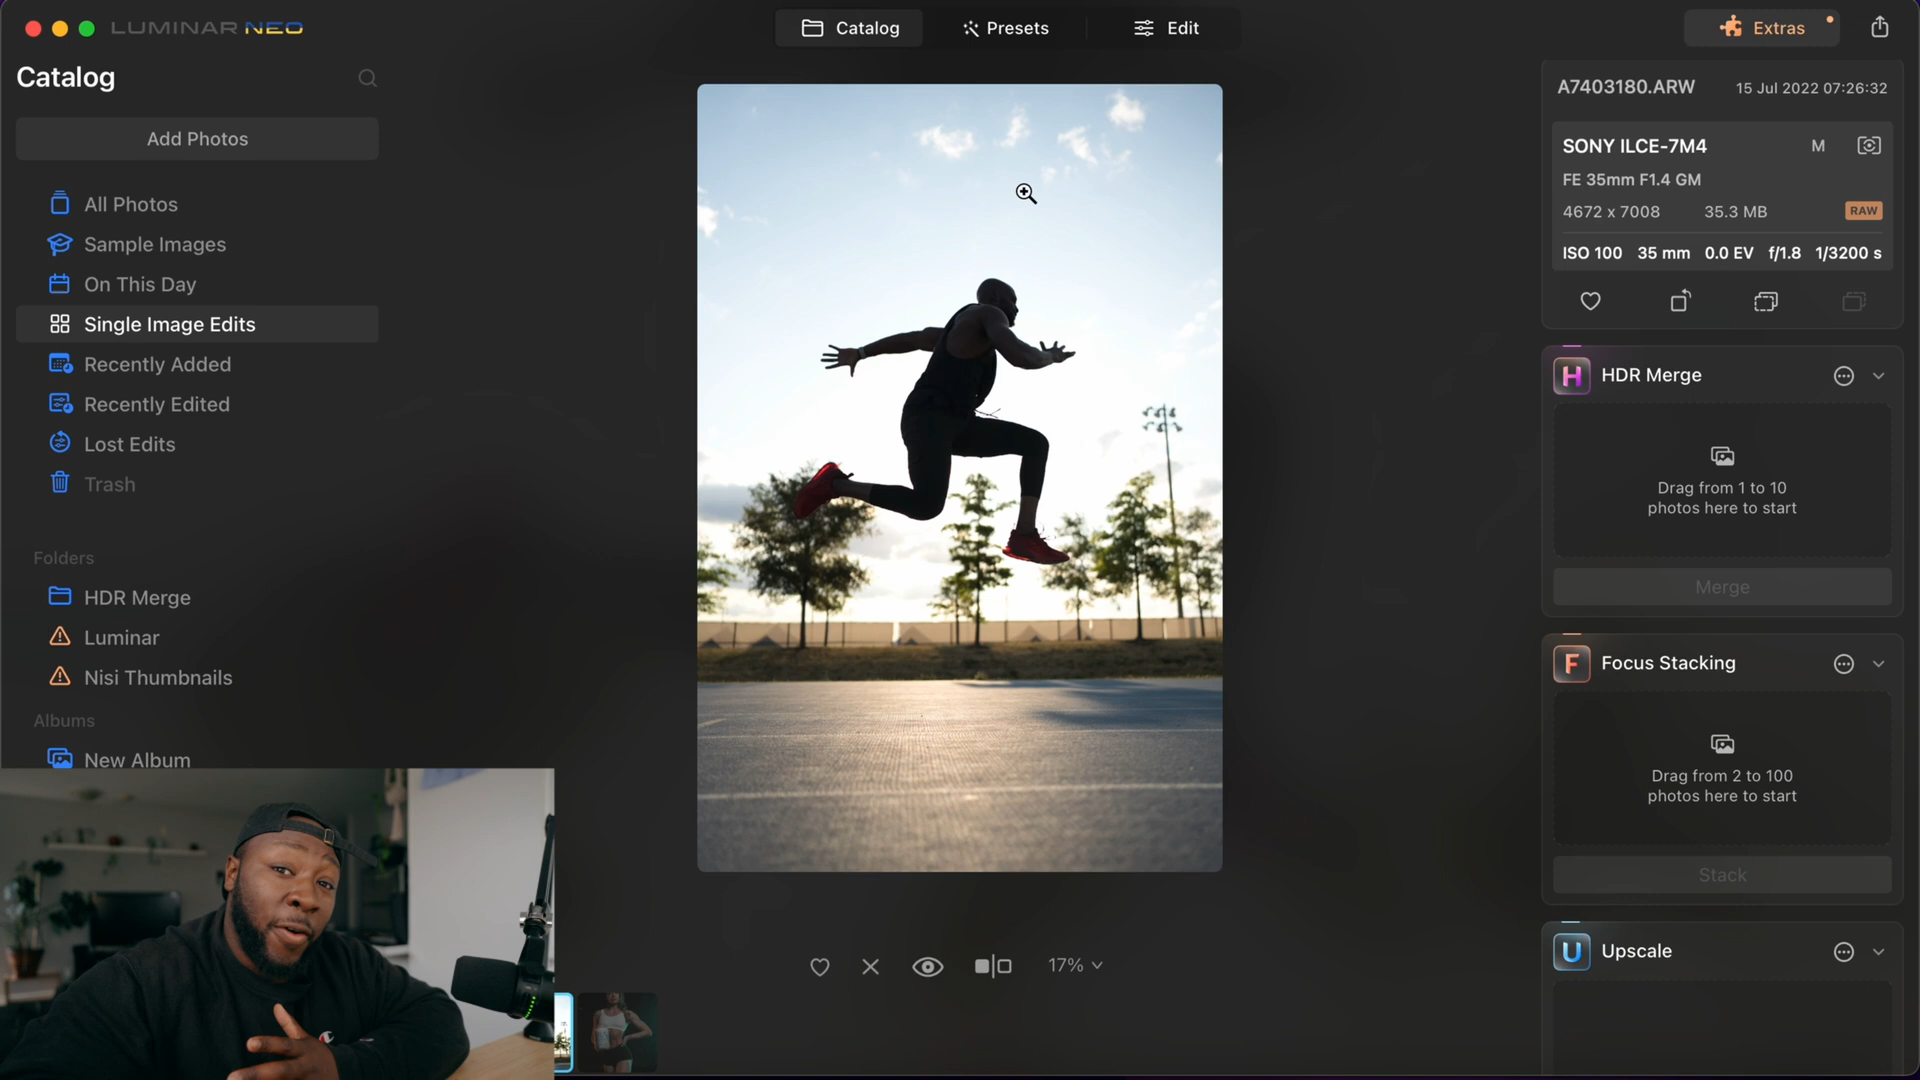 LUMINAR NEO
Catalog
Presets
Edit
Extras
Catalog
Add Photos
All Photos
Sample Images
On This Day
Single Image Edits
Recently Added
Recently Edited
Lost Edits
Trash
Folders
HDR Merge
Luminar
Nisi Thumbnails
Albums
New Album
17%
A7403180.ARW 15 Jul 2022 07:26:32
SONY ILCE-7M4 M
FE 35mm F1.4 GM
4672 x 7008 35.3 MB RAW
ISO 100 35 mm 0.0 EV f/1.8 1/3200 s
H HDR Merge
Drag from 1 to 10
photos here to start
Merge
F Focus Stacking
Drag from 2 to 100
photos here to start
Stack
U Upscale